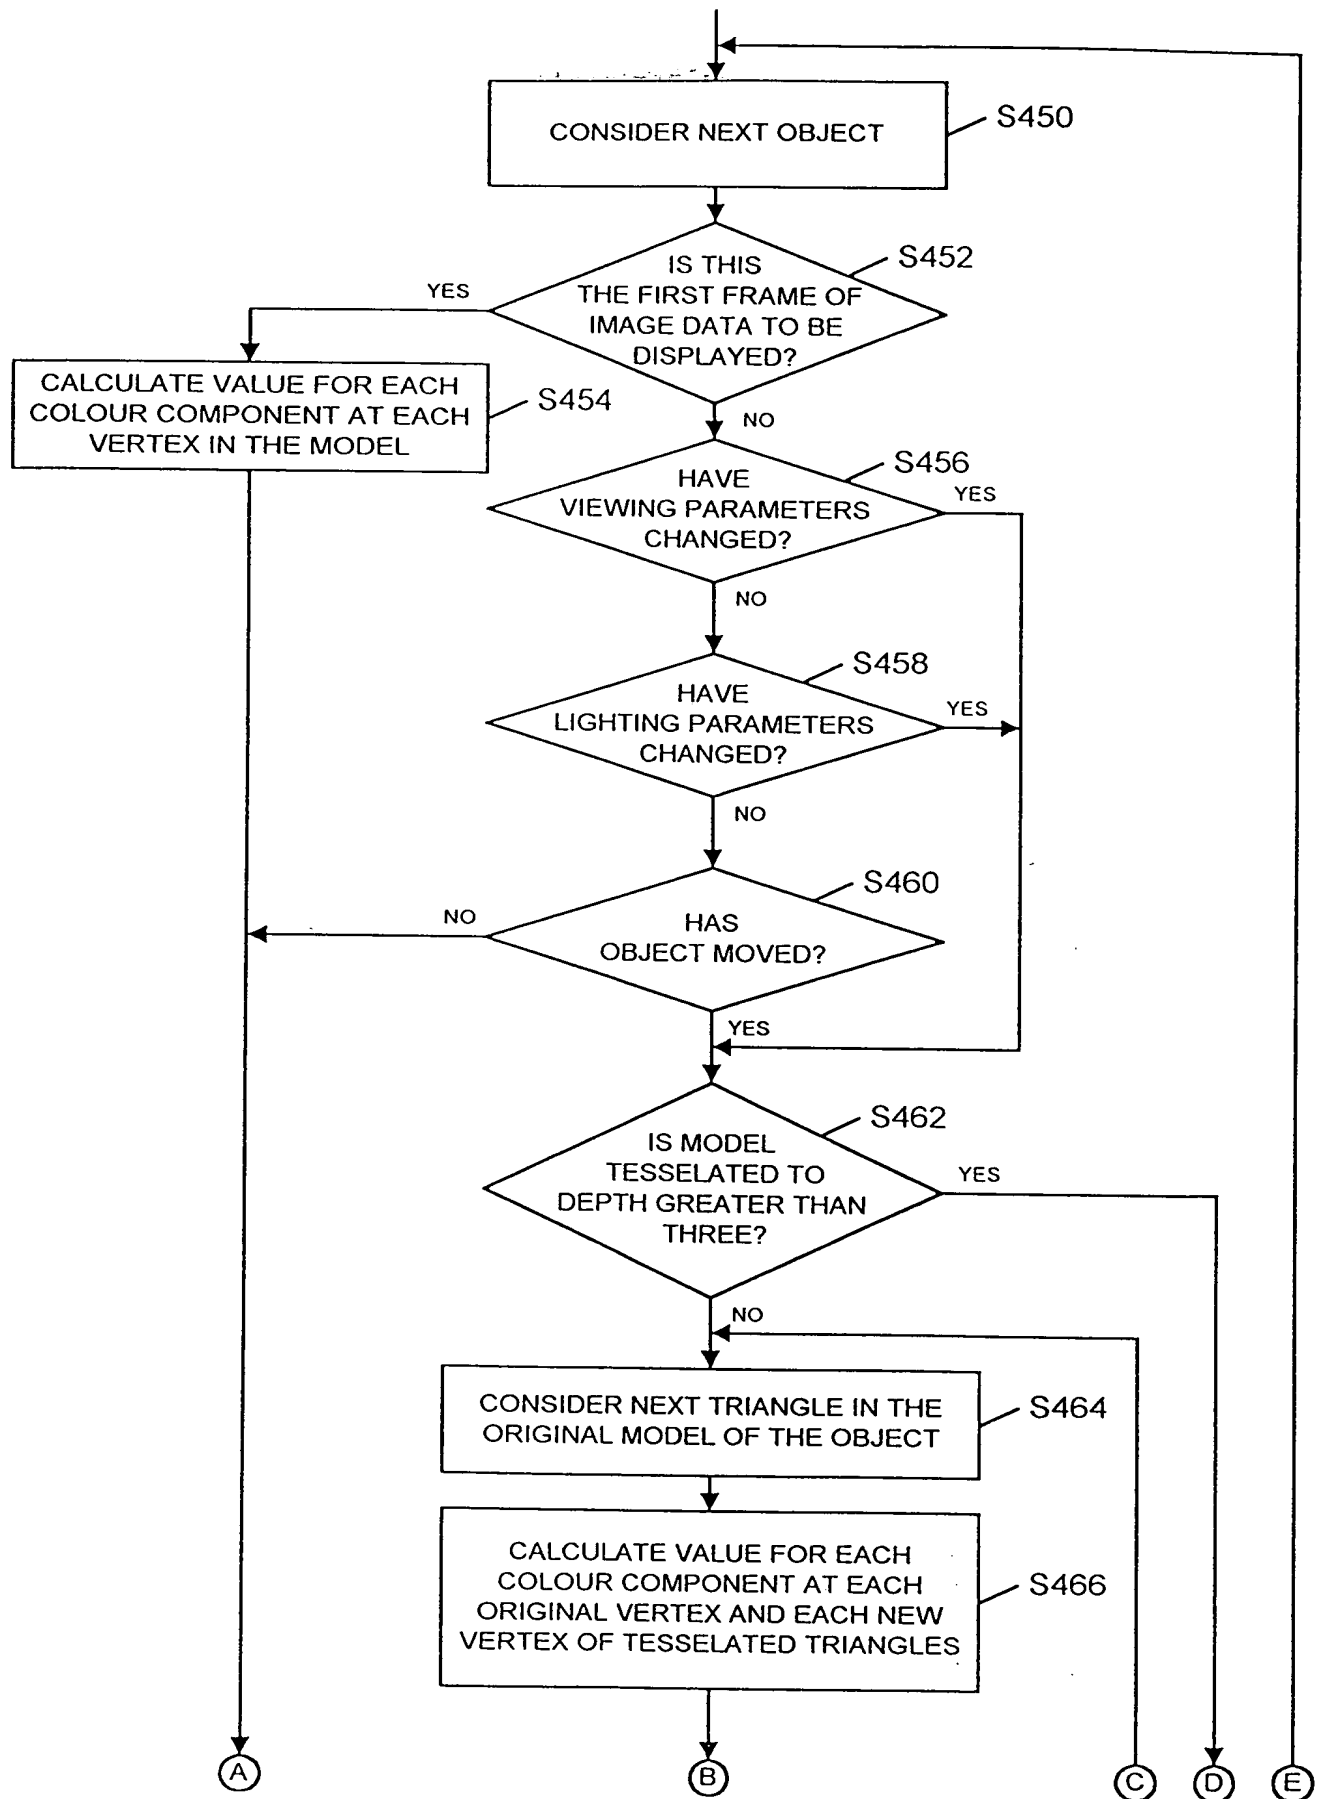 CONSIDER NEXT OBJECT
S450
IS THIS
THE FIRST FRAME OF
IMAGE DATA TO BE
DISPLAYED?
S452
YES
NO
CALCULATE VALUE FOR EACH
COLOUR COMPONENT AT EACH
VERTEX IN THE MODEL
S454
HAVE
VIEWING PARAMETERS
CHANGED?
S456
YES
NO
HAVE
LIGHTING PARAMETERS
CHANGED?
S458
YES
NO
HAS
OBJECT MOVED?
S460
NO
YES
IS MODEL
TESSELATED TO
DEPTH GREATER THAN
THREE?
S462
YES
NO
CONSIDER NEXT TRIANGLE IN THE
ORIGINAL MODEL OF THE OBJECT
S464
CALCULATE VALUE FOR EACH
COLOUR COMPONENT AT EACH
ORIGINAL VERTEX AND EACH NEW
VERTEX OF TESSELATED TRIANGLES
S466
A
B
C
D
E